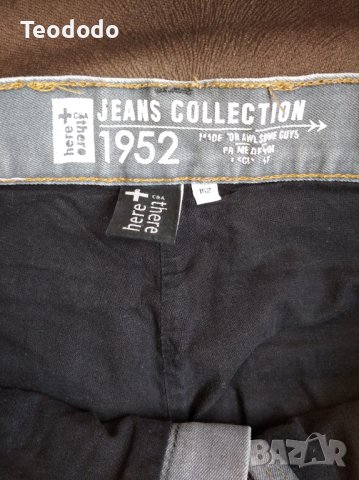 Teododo
here + there C&A
JEANS COLLECTION
1952
MADE FOR AWESOME GUYS
here + there C&A
BAZAR